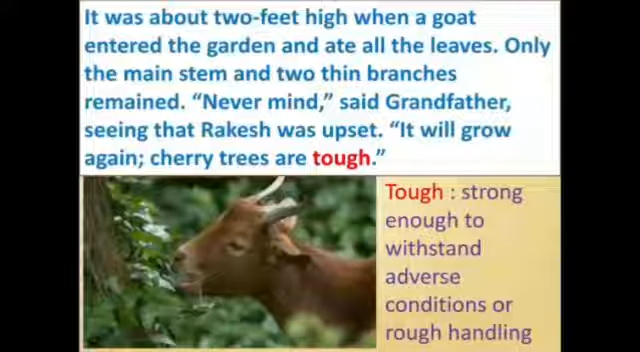 It was about two-feet high when a goat
entered the garden and ate all the leaves. Only
the main stem and two thin branches
remained. “Never mind,” said Grandfather,
seeing that Rakesh was upset. “It will grow
again; cherry trees are tough.”
Tough : strong
enough to
withstand
adverse
conditions or
rough handling